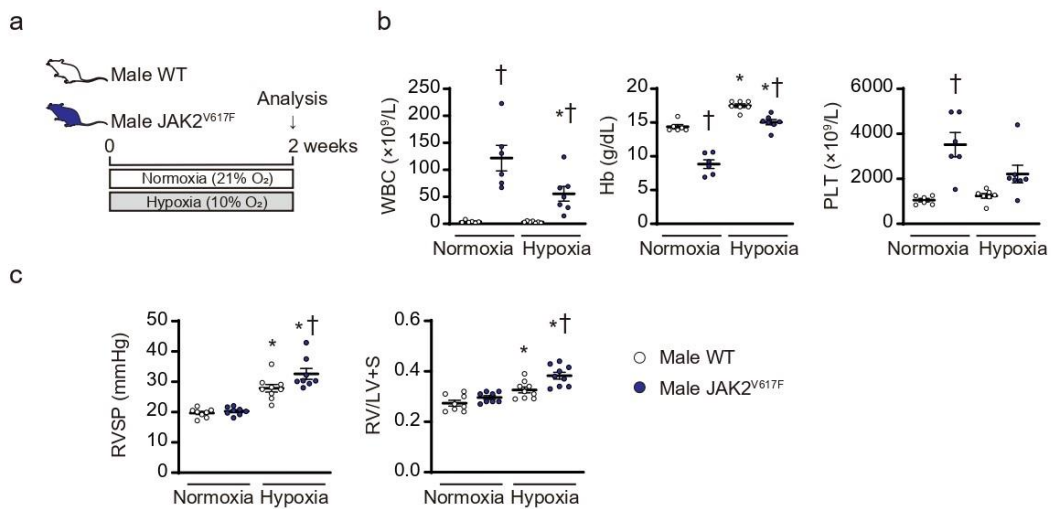 a
Male WT
Male JAK2V617F
Analysis
↓
0 2 weeks
Normoxia (21% O₂)
Hypoxia (10% O₂)
b
WBC (×10⁹/L)
250
200
150
100
50
0
†
*†
Normoxia Hypoxia
Hb (g/dL)
20
15
10
5
0
†
*
*†
Normoxia Hypoxia
PLT (×10⁹/L)
6000
4000
2000
0
†
Normoxia Hypoxia
c
RVSP (mmHg)
50
40
30
20
10
0
*
*†
Normoxia Hypoxia
RV/LV+S
0.6
0.4
0.2
0.0
*
*†
Normoxia Hypoxia
Male WT
Male JAK2V617F